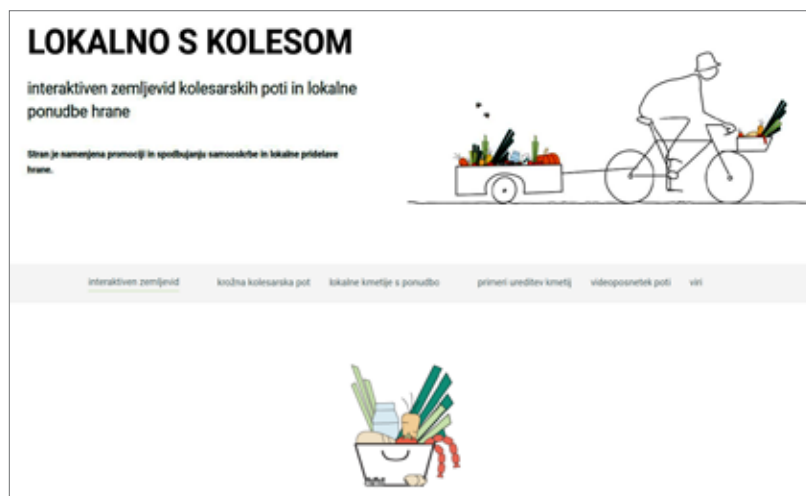 LOKALNO S KOLESOM
interaktiven zemljevid kolesarskih poti in lokalne
ponudbe hrane
Stran je namenjena promociji in spodbujanju samooskrbe in lokalne pridelave
hrane.
interaktiven zemljevid krožna kolesarska pot lokalne kmetije s ponudbo primeri ureditev kmetij videoposnetek poti viri